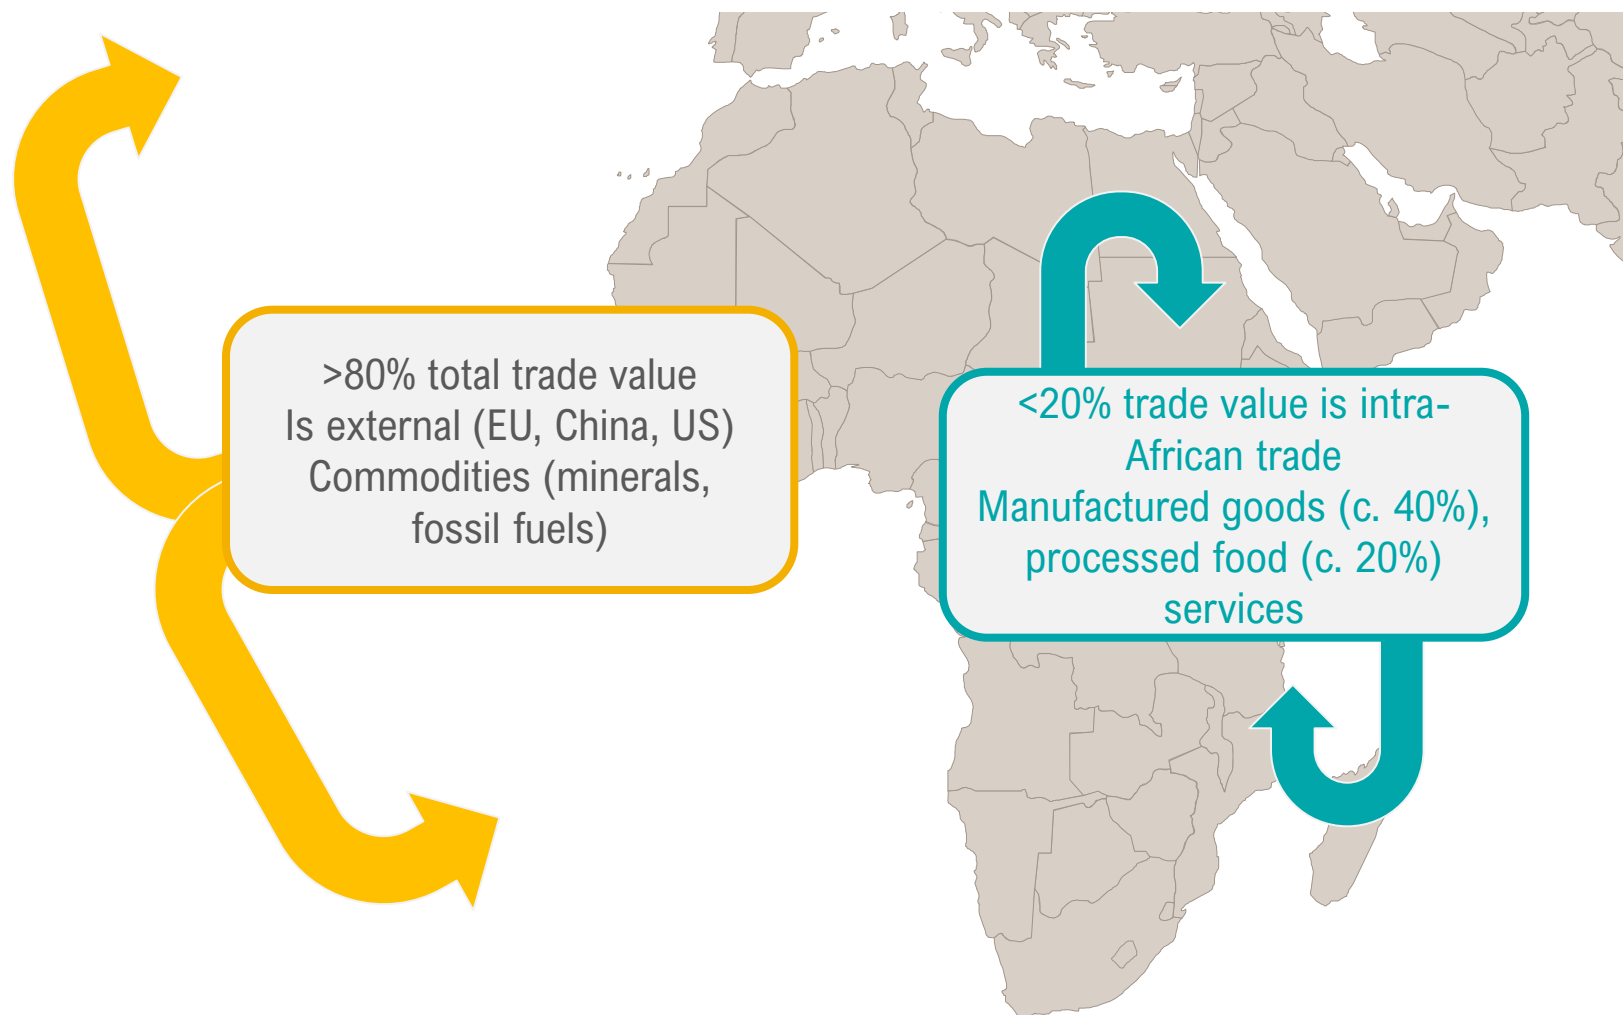 >80% total trade value
Is external (EU, China, US)
Commodities (minerals,
fossil fuels)
<20% trade value is intra-
African trade
Manufactured goods (c. 40%),
processed food (c. 20%)
services